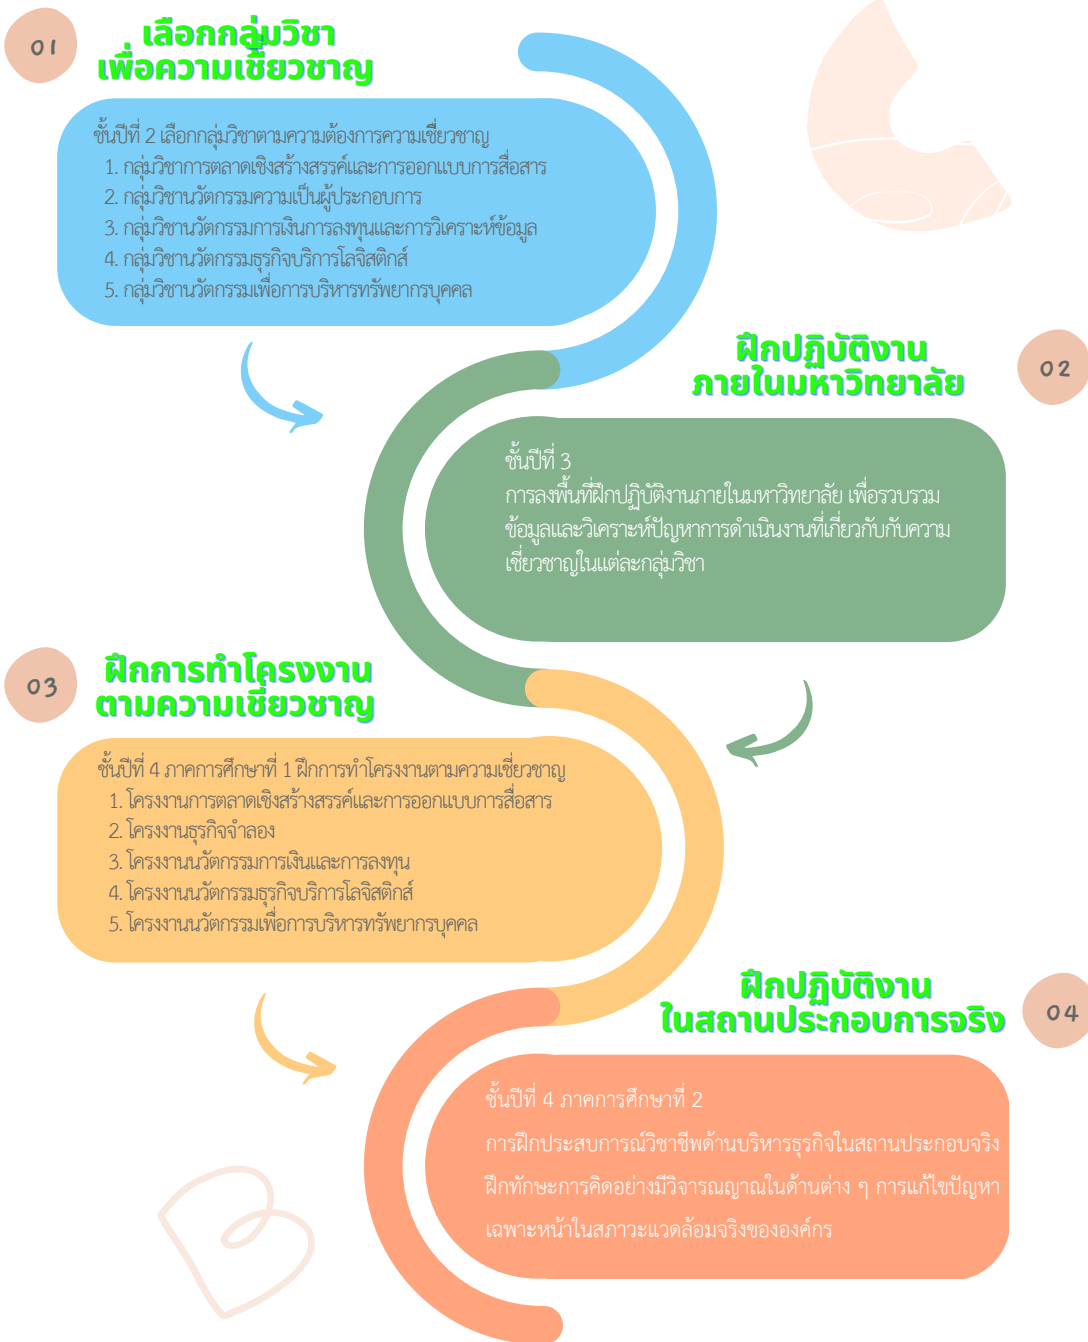 01
เลือกกลุ่มวิชา
เพื่อความเชี่ยวชาญ
ชั้นปีที่ 2 เลือกกลุ่มวิชาตามความต้องการความเชี่ยวชาญ
1. กลุ่มวิชาการตลาดเชิงสร้างสรรค์และการออกแบบการสื่อสาร
2. กลุ่มวิชานวัตกรรมความเป็นผู้ประกอบการ
3. กลุ่มวิชานวัตกรรมการเงินการลงทุนและการวิเคราะห์ข้อมูล
4. กลุ่มวิชานวัตกรรมธุรกิจบริการโลจิสติกส์
5. กลุ่มวิชานวัตกรรมเพื่อการบริหารทรัพยากรบุคคล
ฝึกปฏิบัติงาน
ภายในมหาวิทยาลัย
02
ชั้นปีที่ 3
การลงพื้นที่ฝึกปฏิบัติงานภายในมหาวิทยาลัย เพื่อรวบรวม
ข้อมูลและวิเคราะห์ปัญหาการดำเนินงานที่เกี่ยวกับกับความ
เชี่ยวชาญในแต่ละกลุ่มวิชา
03
ฝึกการทำโครงงาน
ตามความเชี่ยวชาญ
ชั้นปีที่ 4 ภาคการศึกษาที่ 1 ฝึกการทำโครงงานตามความเชี่ยวชาญ
1. โครงงานการตลาดเชิงสร้างสรรค์และการออกแบบการสื่อสาร
2. โครงงานธุรกิจจำลอง
3. โครงงานนวัตกรรมการเงินและการลงทุน
4. โครงงานนวัตกรรมธุรกิจบริการโลจิสติกส์
5. โครงงานนวัตกรรมเพื่อการบริหารทรัพยากรบุคคล
ฝึกปฏิบัติงาน
ในสถานประกอบการจริง
04
ชั้นปีที่ 4 ภาคการศึกษาที่ 2
การฝึกประสบการณ์วิชาชีพด้านบริหารธุรกิจในสถานประกอบจริง
ฝึกทักษะการคิดอย่างมีวิจารณญาณในด้านต่าง ๆ การแก้ไขปัญหา
เฉพาะหน้าในสภาวะแวดล้อมจริงขององค์กร